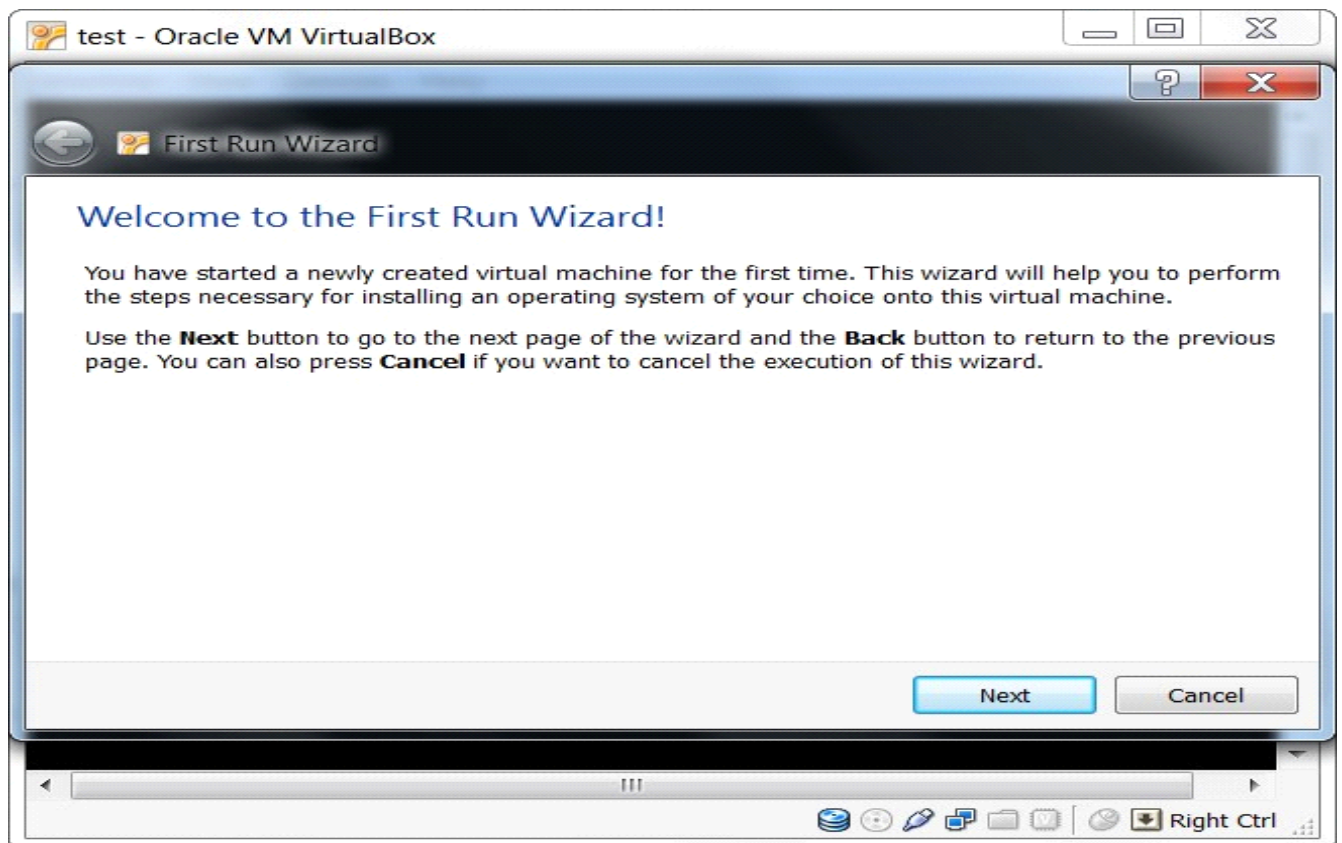 test - Oracle VM VirtualBox
First Run Wizard
Welcome to the First Run Wizard!
You have started a newly created virtual machine for the first time. This wizard will help you to perform
the steps necessary for installing an operating system of your choice onto this virtual machine.
Use the Next button to go to the next page of the wizard and the Back button to return to the previous
page. You can also press Cancel if you want to cancel the execution of this wizard.
Next
Cancel
Right Ctrl